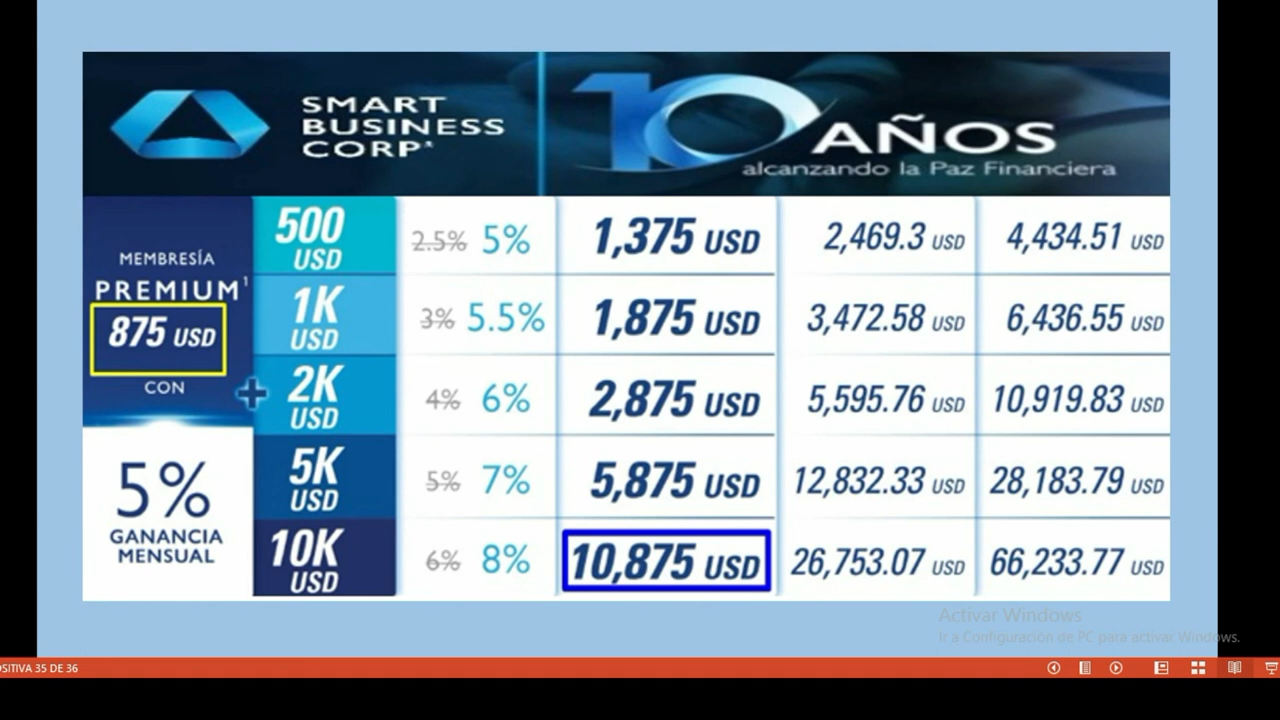 SMART
BUSINESS
CORP
10 AÑOS
alcanzando la Paz Financiera
MEMBRESÍA
PREMIUM¹
875 USD
CON
+
5%
GANANCIA
MENSUAL
500 USD 2.5% 5% 1,375 USD 2,469.3 USD 4,434.51 USD
1K USD 3% 5.5% 1,875 USD 3,472.58 USD 6,436.55 USD
2K USD 4% 6% 2,875 USD 5,595.76 USD 10,919.83 USD
5K USD 5% 7% 5,875 USD 12,832.33 USD 28,183.79 USD
10K USD 6% 8% 10,875 USD 26,753.07 USD 66,233.77 USD
Activar Windows
Ir a Configuración de PC para activar Windows.
OSITIVA 35 DE 36